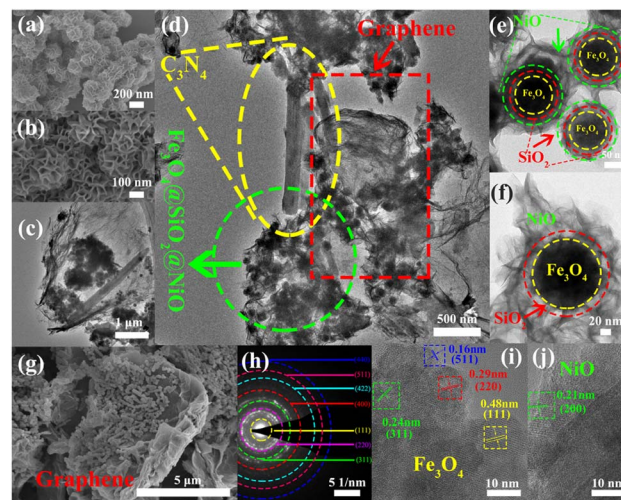 (a)
200 nm
(b)
100 nm
(c)
1 μm
(d)
C₃N₄
Graphene
Fe₃O₄@SiO₂@NiO
500 nm
(e)
NiO
Fe₃O₄
Fe₃O₄
Fe₃O₄
SiO₂
50 nm
(f)
NiO
Fe₃O₄
SiO₂
20 nm
(g)
Graphene
5 μm
(h)
(511)
(422)
(400)
(111)
(220)
(311)
5 1/nm
(i)
0.16nm
(511)
0.29nm
(220)
0.48nm
(111)
0.24nm
(311)
Fe₃O₄
10 nm
(j)
NiO
0.21nm
(200)
10 nm